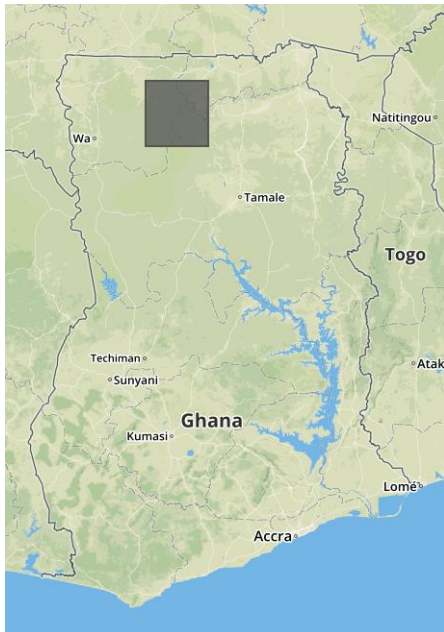 Natitingou
Wa
Tamale
Togo
Techiman
Atak
Sunyani
Ghana
Kumasi
Lomé
Accra